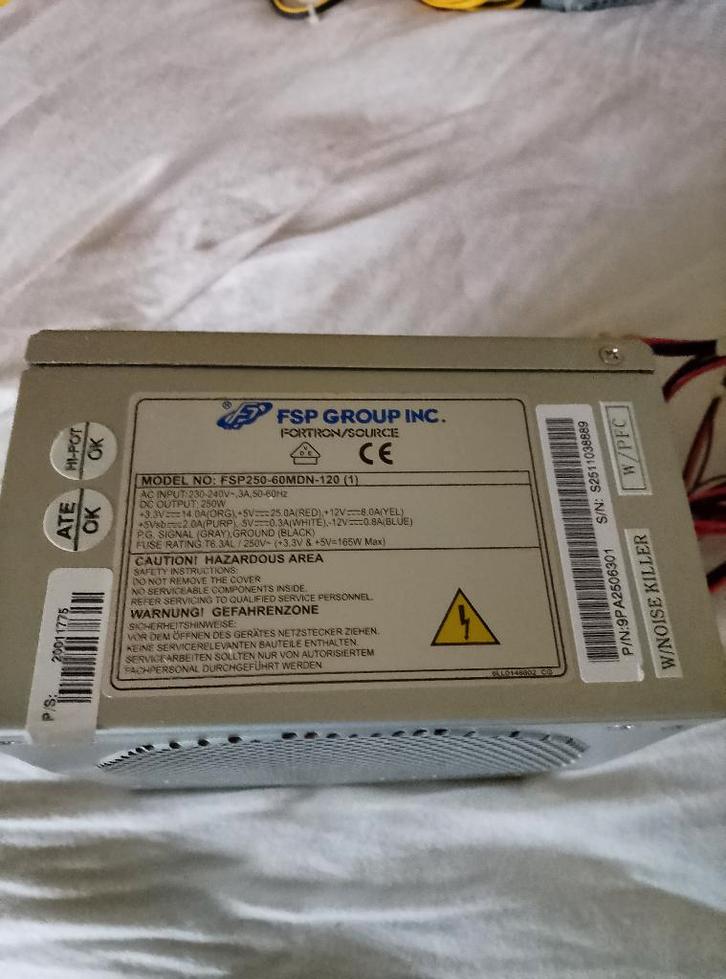 FSP GROUP INC.
FORTRON/SOURCE
CE
MODEL NO: FSP250-60MDN-120 (1)
AC INPUT:230-240V~,3A,50-60Hz
DC OUTPUT: 250W
+3.3V⎓14.0A(ORG),+5V⎓25.0A(RED),+12V⎓8.0A(YEL)
+5Vsb⎓2.0A(PURP),-5V⎓0.3A(WHITE),-12V⎓0.8A(BLUE)
P.G. SIGNAL (GRAY),GROUND (BLACK)
FUSE RATING T6.3AL / 250V~ (+3.3V & +5V=165W Max)
CAUTION! HAZARDOUS AREA
SAFETY INSTRUCTIONS:
DO NOT REMOVE THE COVER
NO SERVICEABLE COMPONENTS INSIDE.
REFER SERVICING TO QUALIFIED SERVICE PERSONNEL.
WARNUNG! GEFAHRENZONE
SICHERHEITSHINWEISE:
VOR DEM ÖFFNEN DES GERÄTES NETZSTECKER ZIEHEN.
KEINE SERVICERELEVANTEN BAUTEILE ENTHALTEN.
SERVICEARBEITEN SOLLTEN NUR VON AUTORISIERTEM
FACHPERSONAL DURCHGEFÜHRT WERDEN
HI-POT
OK
ATE
OK
P/S: 20011775
S/N: S2511038889
P/N:9PA2506301
W/PFC
W/NOISE KILLER